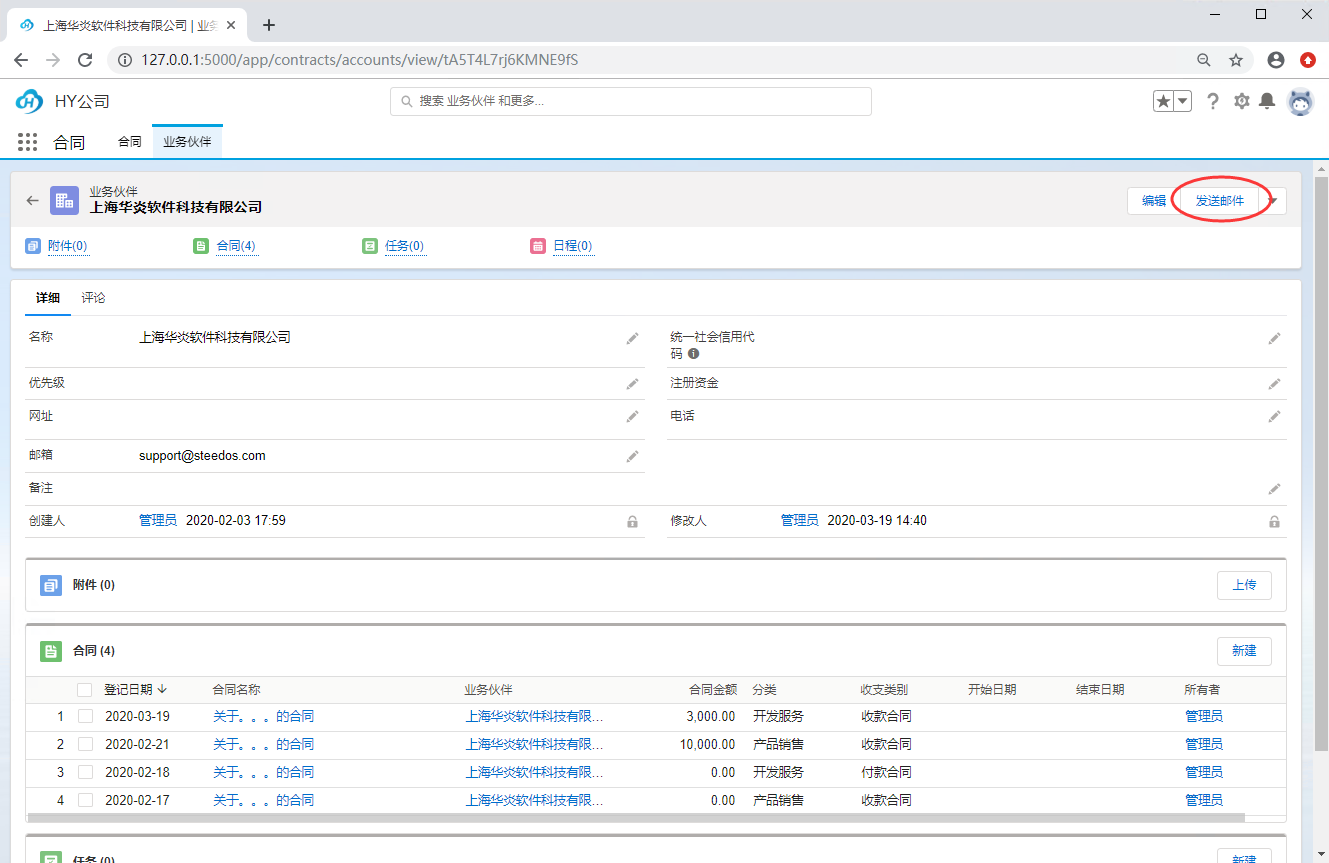 上海华炎软件科技有限公司 | 业务
127.0.0.1:5000/app/contracts/accounts/view/tA5T4L7rj6KMNE9fS
HY公司
搜索 业务伙伴 和更多...
合同 合同 业务伙伴
业务伙伴
上海华炎软件科技有限公司
编辑 发送邮件
附件(0) 合同(4) 任务(0) 日程(0)
详细 评论
名称 上海华炎软件科技有限公司 统一社会信用代
码
优先级 注册资金
网址 电话
邮箱 support@steedos.com
备注
创建人 管理员 2020-02-03 17:59 修改人 管理员 2020-03-19 14:40
附件 (0) 上传
合同 (4) 新建
登记日期 合同名称 业务伙伴 合同金额 分类 收支类别 开始日期 结束日期 所有者
1 2020-03-19 关于。。。的合同 上海华炎软件科技有限... 3,000.00 开发服务 收款合同 管理员
2 2020-02-21 关于。。。的合同 上海华炎软件科技有限... 10,000.00 产品销售 收款合同 管理员
3 2020-02-18 关于。。。的合同 上海华炎软件科技有限... 0.00 开发服务 付款合同 管理员
4 2020-02-17 关于。。。的合同 上海华炎软件科技有限... 0.00 产品销售 收款合同 管理员
任务 (0) 新建